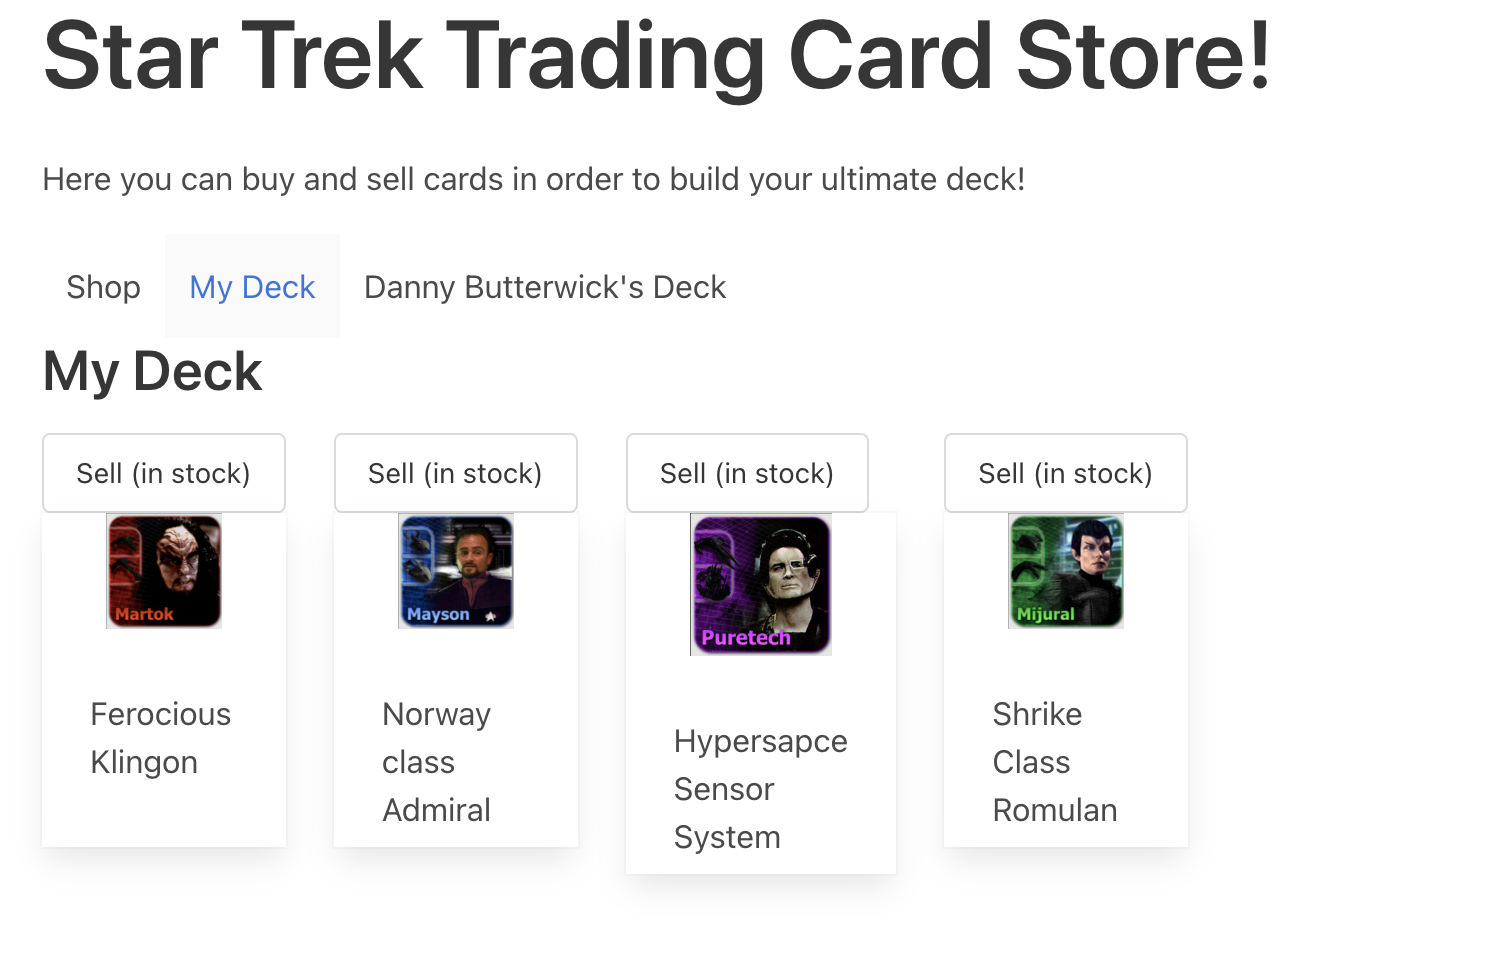 Star Trek Trading Card Store!
Here you can buy and sell cards in order to build your ultimate deck!
Shop My Deck Danny Butterwick's Deck
My Deck
Sell (in stock) Sell (in stock) Sell (in stock) Sell (in stock)
Martok
Mayson
Puretech
Mijural
Ferocious
Klingon
Norway
class
Admiral
Hypersapce
Sensor
System
Shrike
Class
Romulan